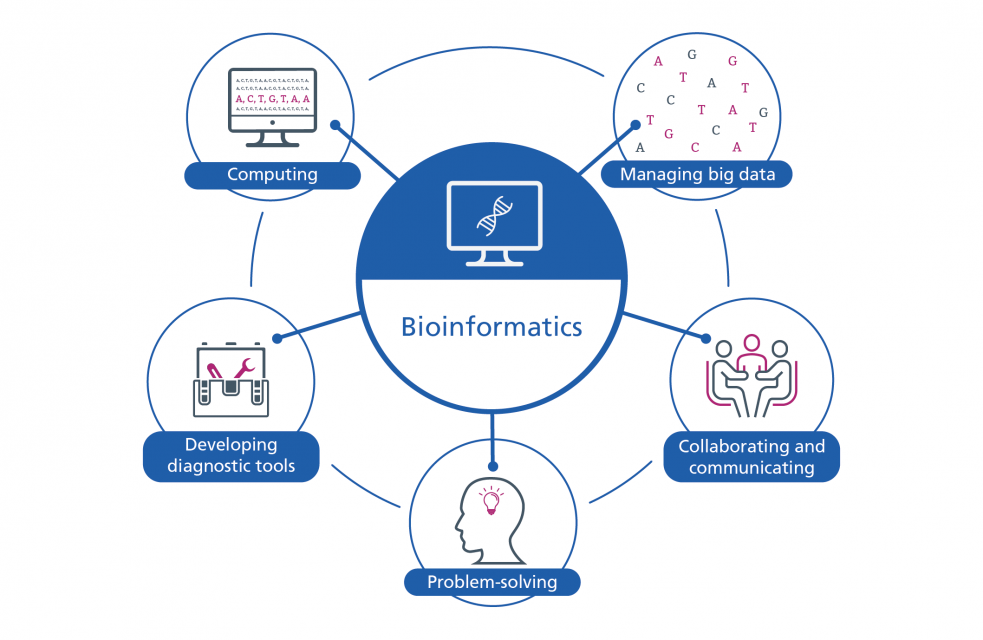 A, C, T, G, T, A, A, C, G, T, A, C, T, G, T, A,
A, C, T, G, T, A, A, C, G, T, A, C, T, G, T, A,
A, C, T, G, T, A, A
A, C, T, G, T, A, A, C, G, T, A, C, T, G, T, A,
Computing
A G G
C T A T
C
T T A G
T G C T
A C A
Managing big data
Bioinformatics
Developing
diagnostic tools
Collaborating and
communicating
Problem-solving